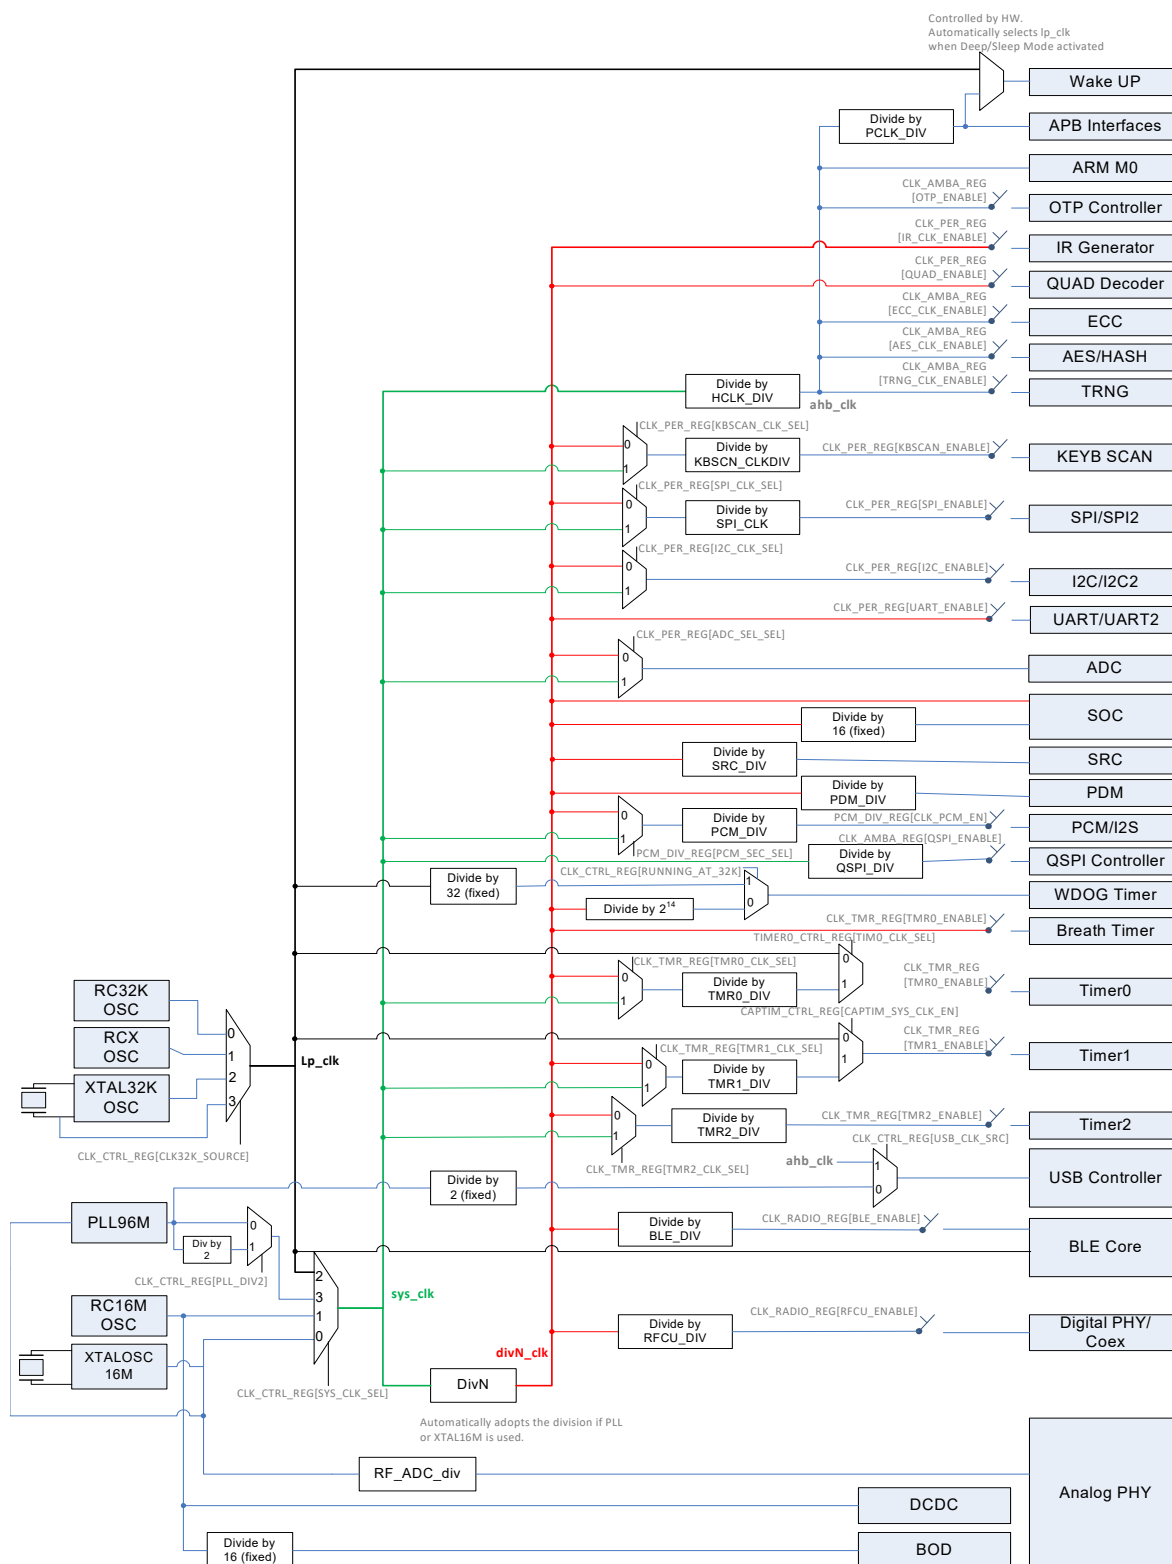 Controlled by HW.
Automatically selects lp_clk
when Deep/Sleep Mode activated
Wake UP
Divide by
PCLK_DIV
APB Interfaces
ARM M0
CLK_AMBA_REG
[OTP_ENABLE]
OTP Controller
CLK_PER_REG
[IR_CLK_ENABLE]
IR Generator
CLK_PER_REG
[QUAD_ENABLE]
QUAD Decoder
CLK_AMBA_REG
[ECC_CLK_ENABLE]
ECC
CLK_AMBA_REG
[AES_CLK_ENABLE]
AES/HASH
CLK_AMBA_REG
[TRNG_CLK_ENABLE]
TRNG
Divide by
HCLK_DIV
ahb_clk
CLK_PER_REG[KBSCAN_CLK_SEL]
0
1
Divide by
KBSCN_CLKDIV
CLK_PER_REG[KBSCAN_ENABLE]
KEYB SCAN
CLK_PER_REG[SPI_CLK_SEL]
0
1
Divide by
SPI_CLK
CLK_PER_REG[SPI_ENABLE]
SPI/SPI2
CLK_PER_REG[I2C_CLK_SEL]
0
1
CLK_PER_REG[I2C_ENABLE]
I2C/I2C2
CLK_PER_REG[UART_ENABLE]
UART/UART2
CLK_PER_REG[ADC_SEL_SEL]
0
1
ADC
SOC
Divide by
16 (fixed)
Divide by
SRC_DIV
SRC
Divide by
PDM_DIV
PDM
0
1
Divide by
PCM_DIV
PCM_DIV_REG[CLK_PCM_EN]
PCM/I2S
PCM_DIV_REG[PCM_SEC_SEL]
CLK_AMBA_REG[QSPI_ENABLE]
Divide by
QSPI_DIV
QSPI Controller
Divide by
32 (fixed)
CLK_CTRL_REG[RUNNING_AT_32K]
1
0
WDOG Timer
Divide by 2¹⁴
CLK_TMR_REG[TMR0_ENABLE]
Breath Timer
TIMER0_CTRL_REG[TIM0_CLK_SEL]
0
1
CLK_TMR_REG[TMR0_CLK_SEL]
0
1
Divide by
TMR0_DIV
CLK_TMR_REG
[TMR0_ENABLE]
Timer0
CAPTIM_CTRL_REG[CAPTIM_SYS_CLK_EN]
0
1
CLK_TMR_REG
[TMR1_ENABLE]
Timer1
CLK_TMR_REG[TMR1_CLK_SEL]
0
1
Divide by
TMR1_DIV
RC32K
OSC
RCX
OSC
XTAL32K
OSC
0
1
2
3
Lp_clk
CLK_CTRL_REG[CLK32K_SOURCE]
0
1
Divide by
TMR2_DIV
CLK_TMR_REG[TMR2_ENABLE]
Timer2
CLK_TMR_REG[TMR2_CLK_SEL]
CLK_CTRL_REG[USB_CLK_SRC]
ahb_clk
1
0
USB Controller
Divide by
2 (fixed)
PLL96M
Div by
2
0
1
CLK_CTRL_REG[PLL_DIV2]
Divide by
BLE_DIV
CLK_RADIO_REG[BLE_ENABLE]
BLE Core
RC16M
OSC
XTALOSC
16M
2
3
1
0
sys_clk
CLK_CTRL_REG[SYS_CLK_SEL]
Divide by
RFCU_DIV
CLK_RADIO_REG[RFCU_ENABLE]
Digital PHY/
Coex
divN_clk
DivN
Automatically adopts the division if PLL
or XTAL16M is used.
RF_ADC_div
Analog PHY
DCDC
Divide by
16 (fixed)
BOD